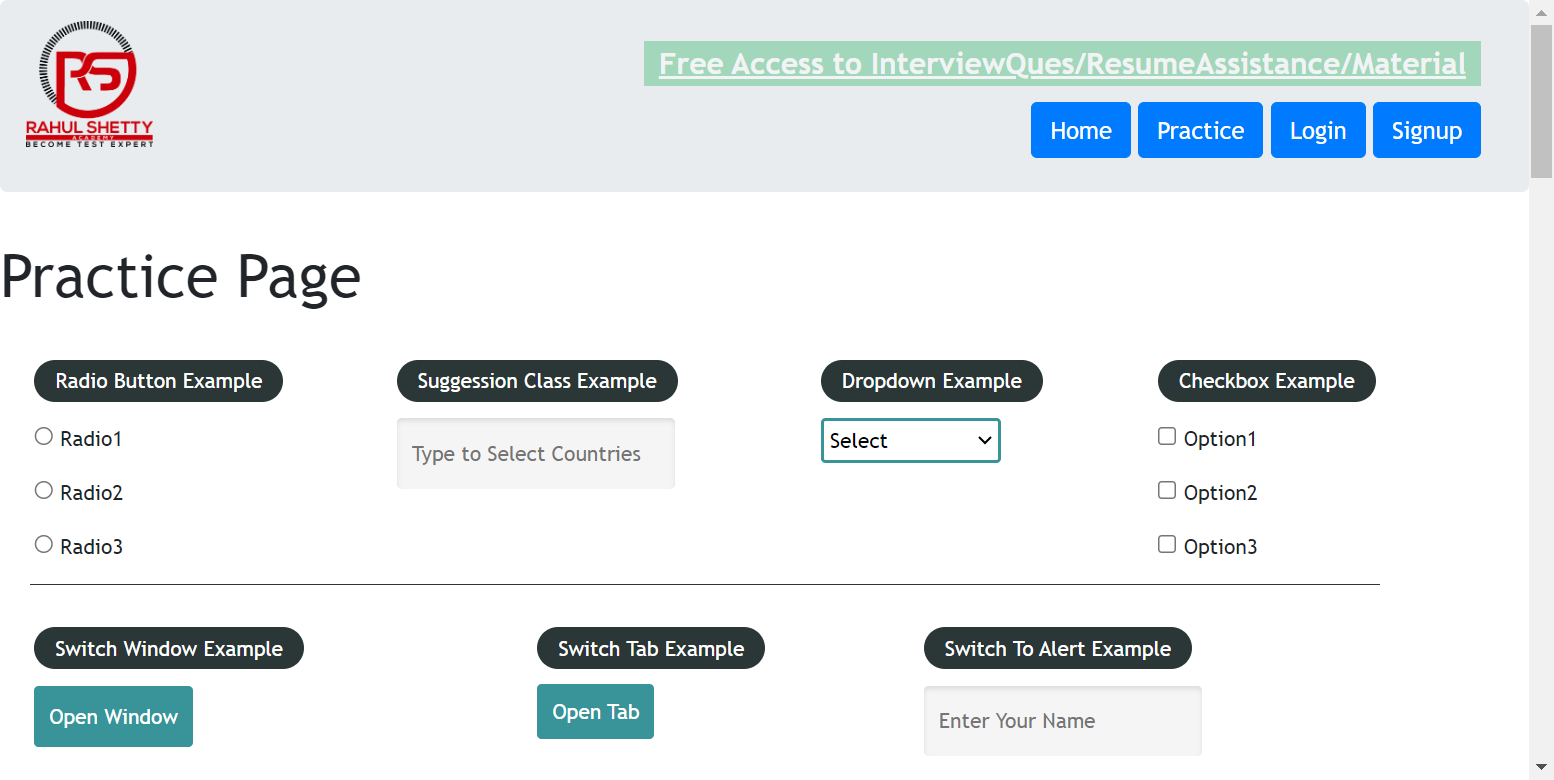 RS
RAHUL SHETTY
ACADEMY
BECOME TEST EXPERT
Free Access to InterviewQues/ResumeAssistance/Material
Home Practice Login Signup
Practice Page
Radio Button Example
Radio1
Radio2
Radio3
Suggession Class Example
Type to Select Countries
Dropdown Example
Select
Checkbox Example
Option1
Option2
Option3
Switch Window Example
Open Window
Switch Tab Example
Open Tab
Switch To Alert Example
Enter Your Name